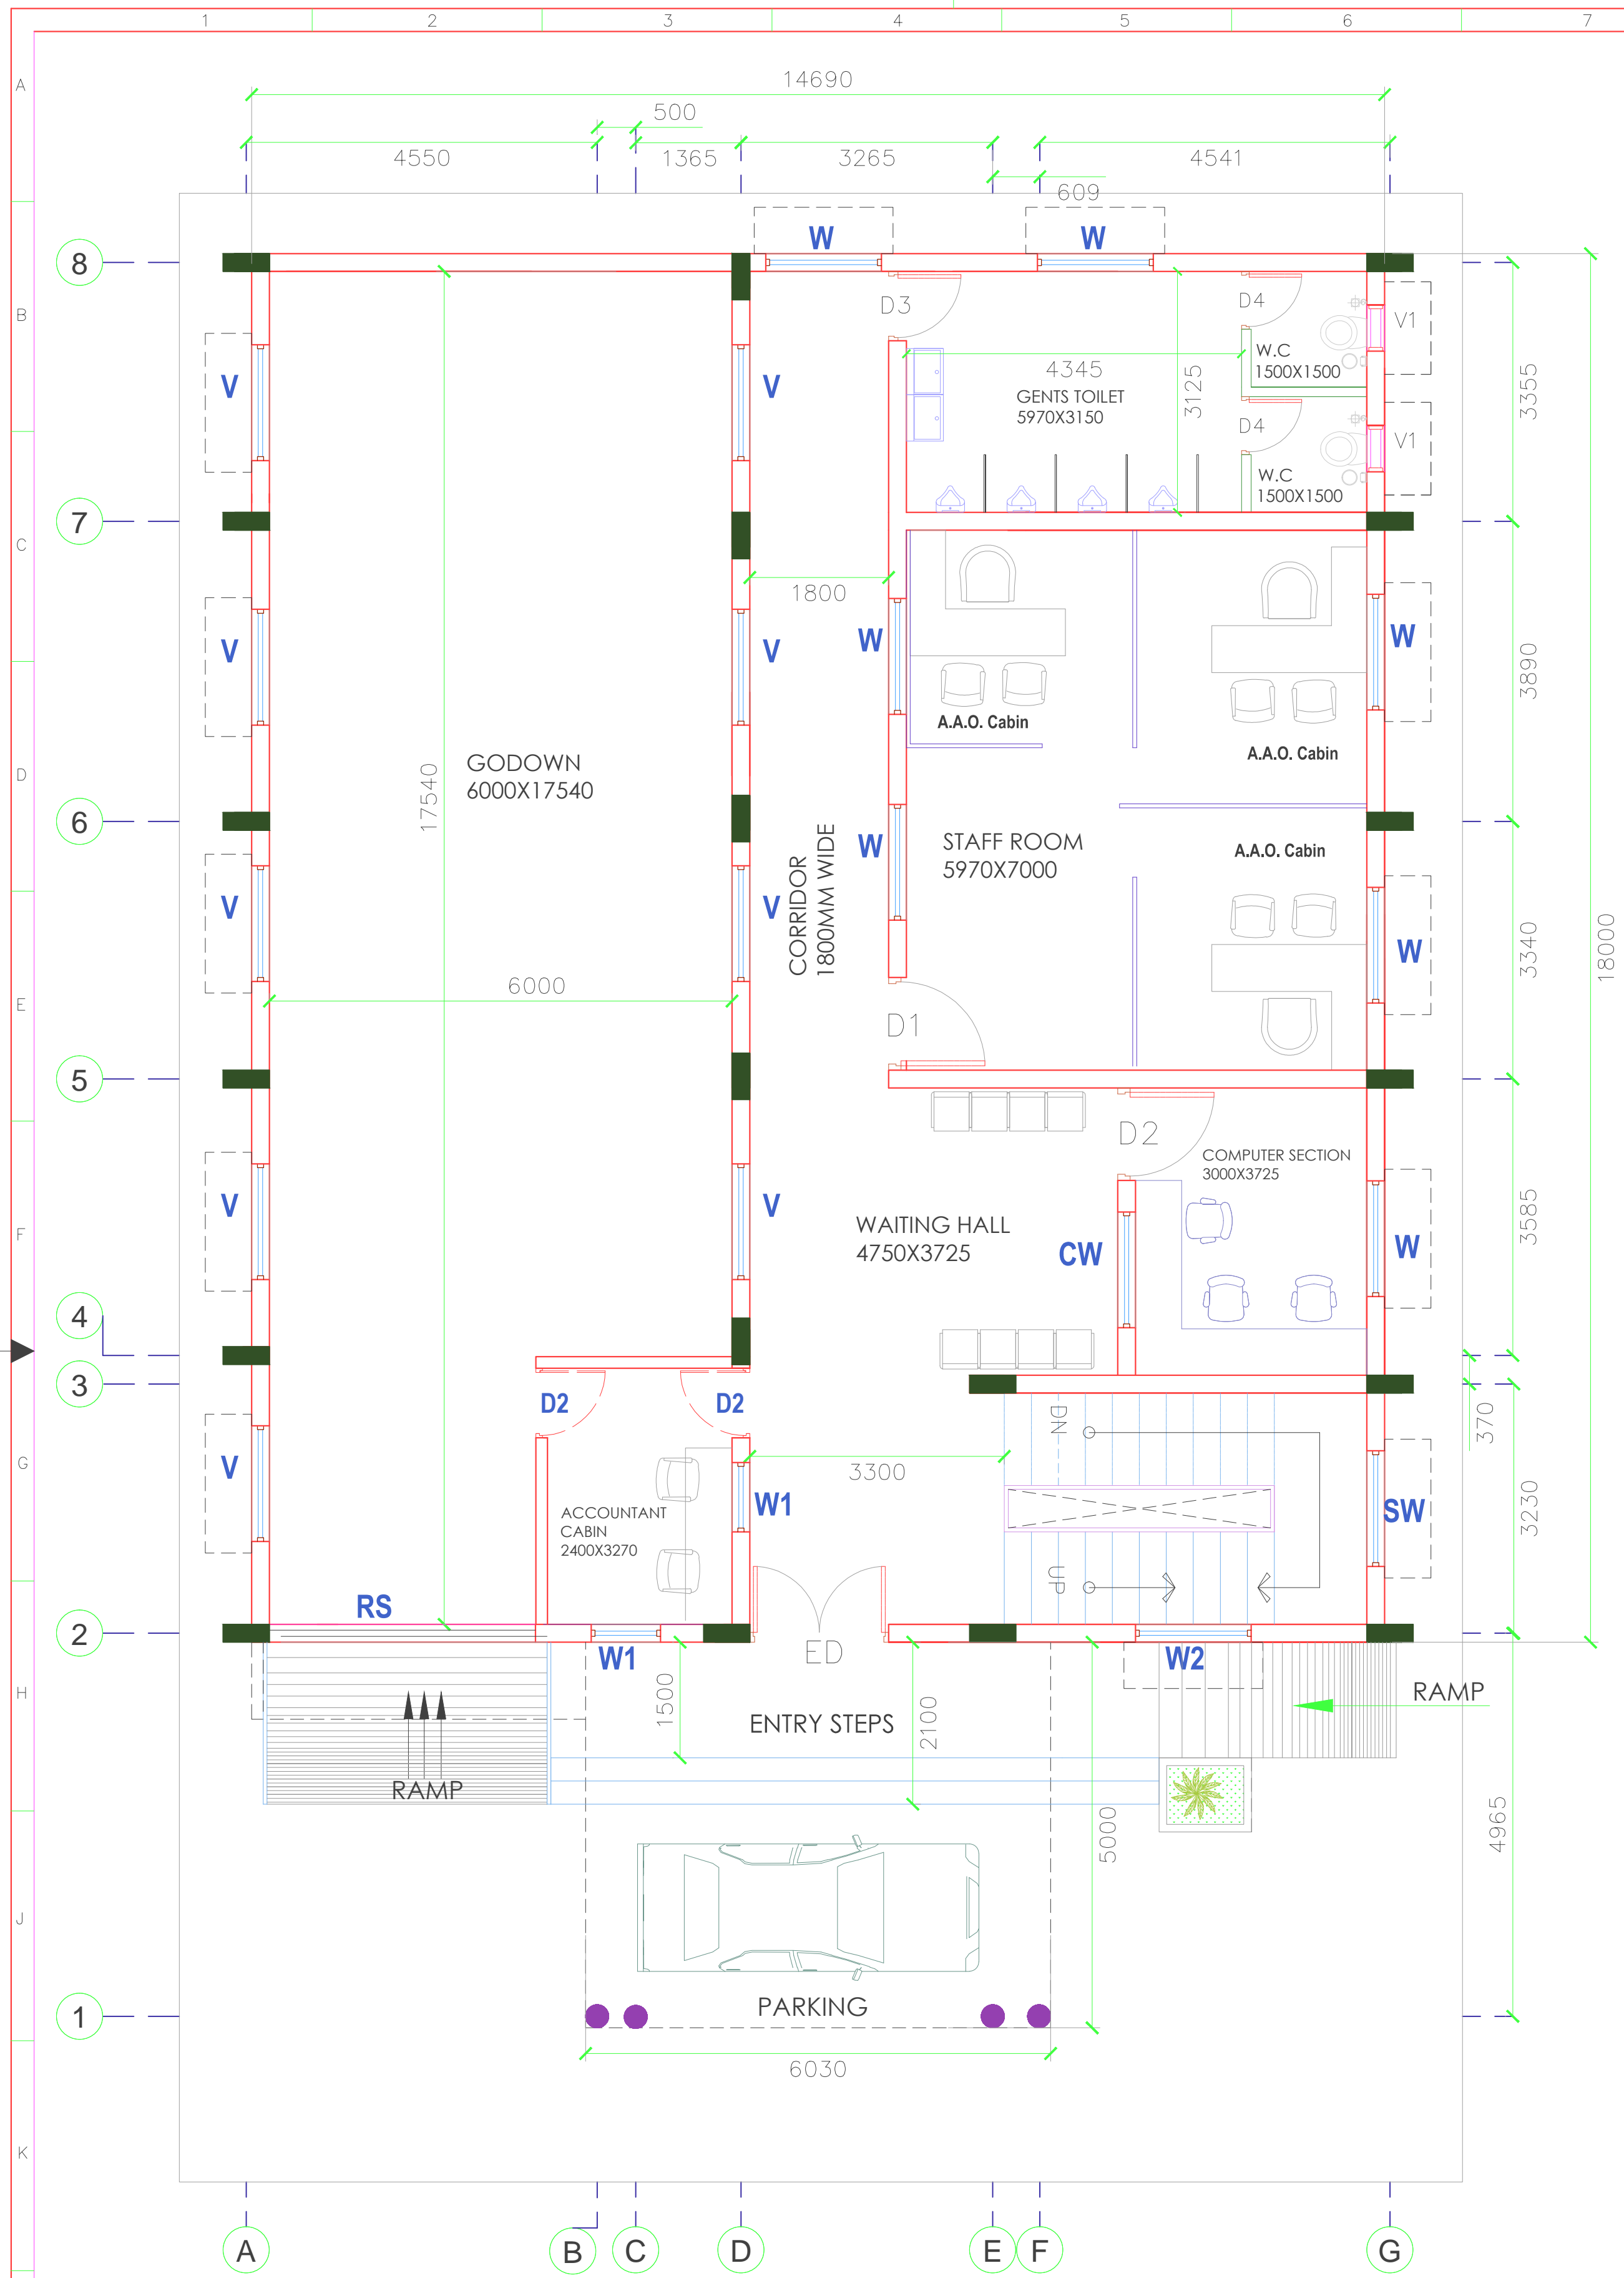 1 2 3 4 5 6 7
A
14690
500
4550 1365 3265 4541
609
8
W W
B
D3
D4
V1
W.C
1500X1500
4345
3125
3355
V V
GENTS TOILET
5970X3150
D4
V1
W.C
1500X1500
7
C
1800
V V W W
3890
A.A.O. Cabin
A.A.O. Cabin
D
GODOWN
6000X17540
17540
6
CORRIDOR
1800MM WIDE
W
STAFF ROOM
5970X7000
A.A.O. Cabin
V V
W
3340
18000
6000
E
D1
5
D2
COMPUTER SECTION
3000X3725
V V
WAITING HALL
4750X3725
CW
W
3585
F
4
3
D2 D2
DN
370
G
3300
V
W1
SW
3230
ACCOUNTANT
CABIN
2400X3270
UP
RS
2
ED
W1
W2
H
1500
2100
ENTRY STEPS
RAMP
RAMP
5000
4965
J
PARKING
1
6030
K
A B C D E F G